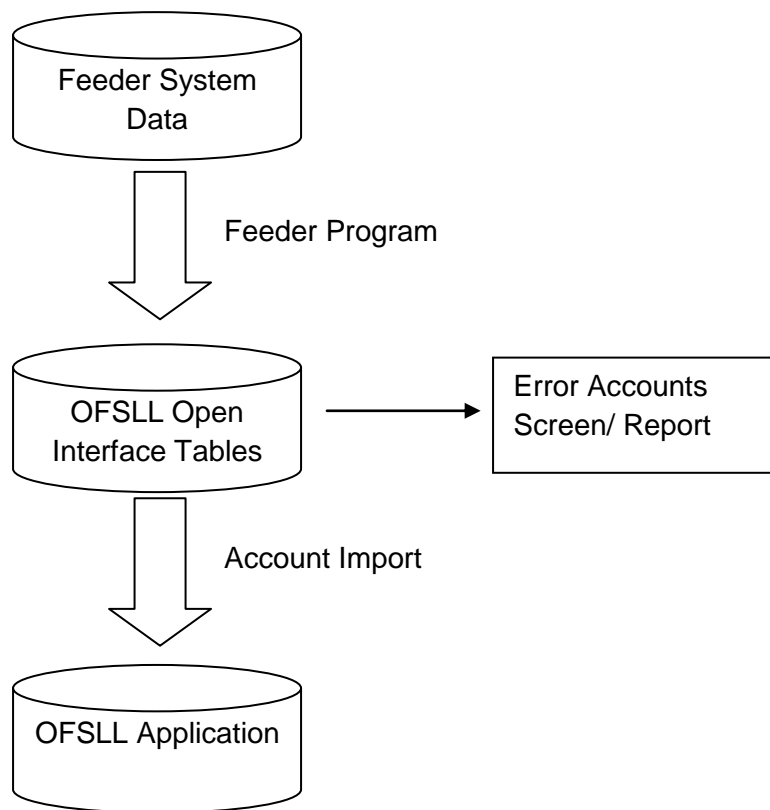 Feeder System
Data
Feeder Program
OFSLL Open
Interface Tables
Error Accounts
Screen/ Report
Account Import
OFSLL Application